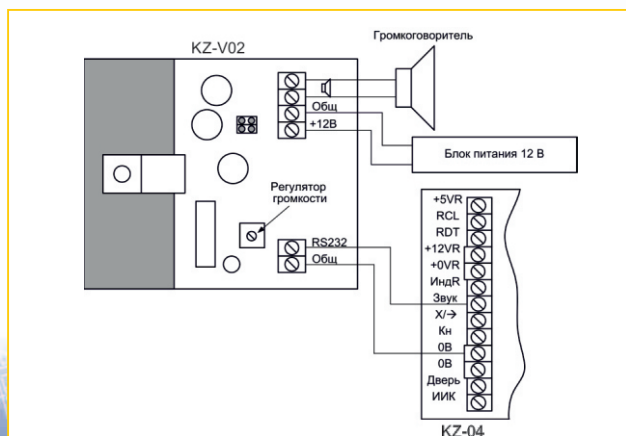 KZ-V02
Громкоговоритель
Общ
+12В
Блок питания 12 В
Регулятор
громкости
RS232
Общ
+5VR
RCL
RDT
+12VR
+0VR
ИндR
Звук
X/→
Кн
0В
0В
Дверь
ИИК
KZ-04